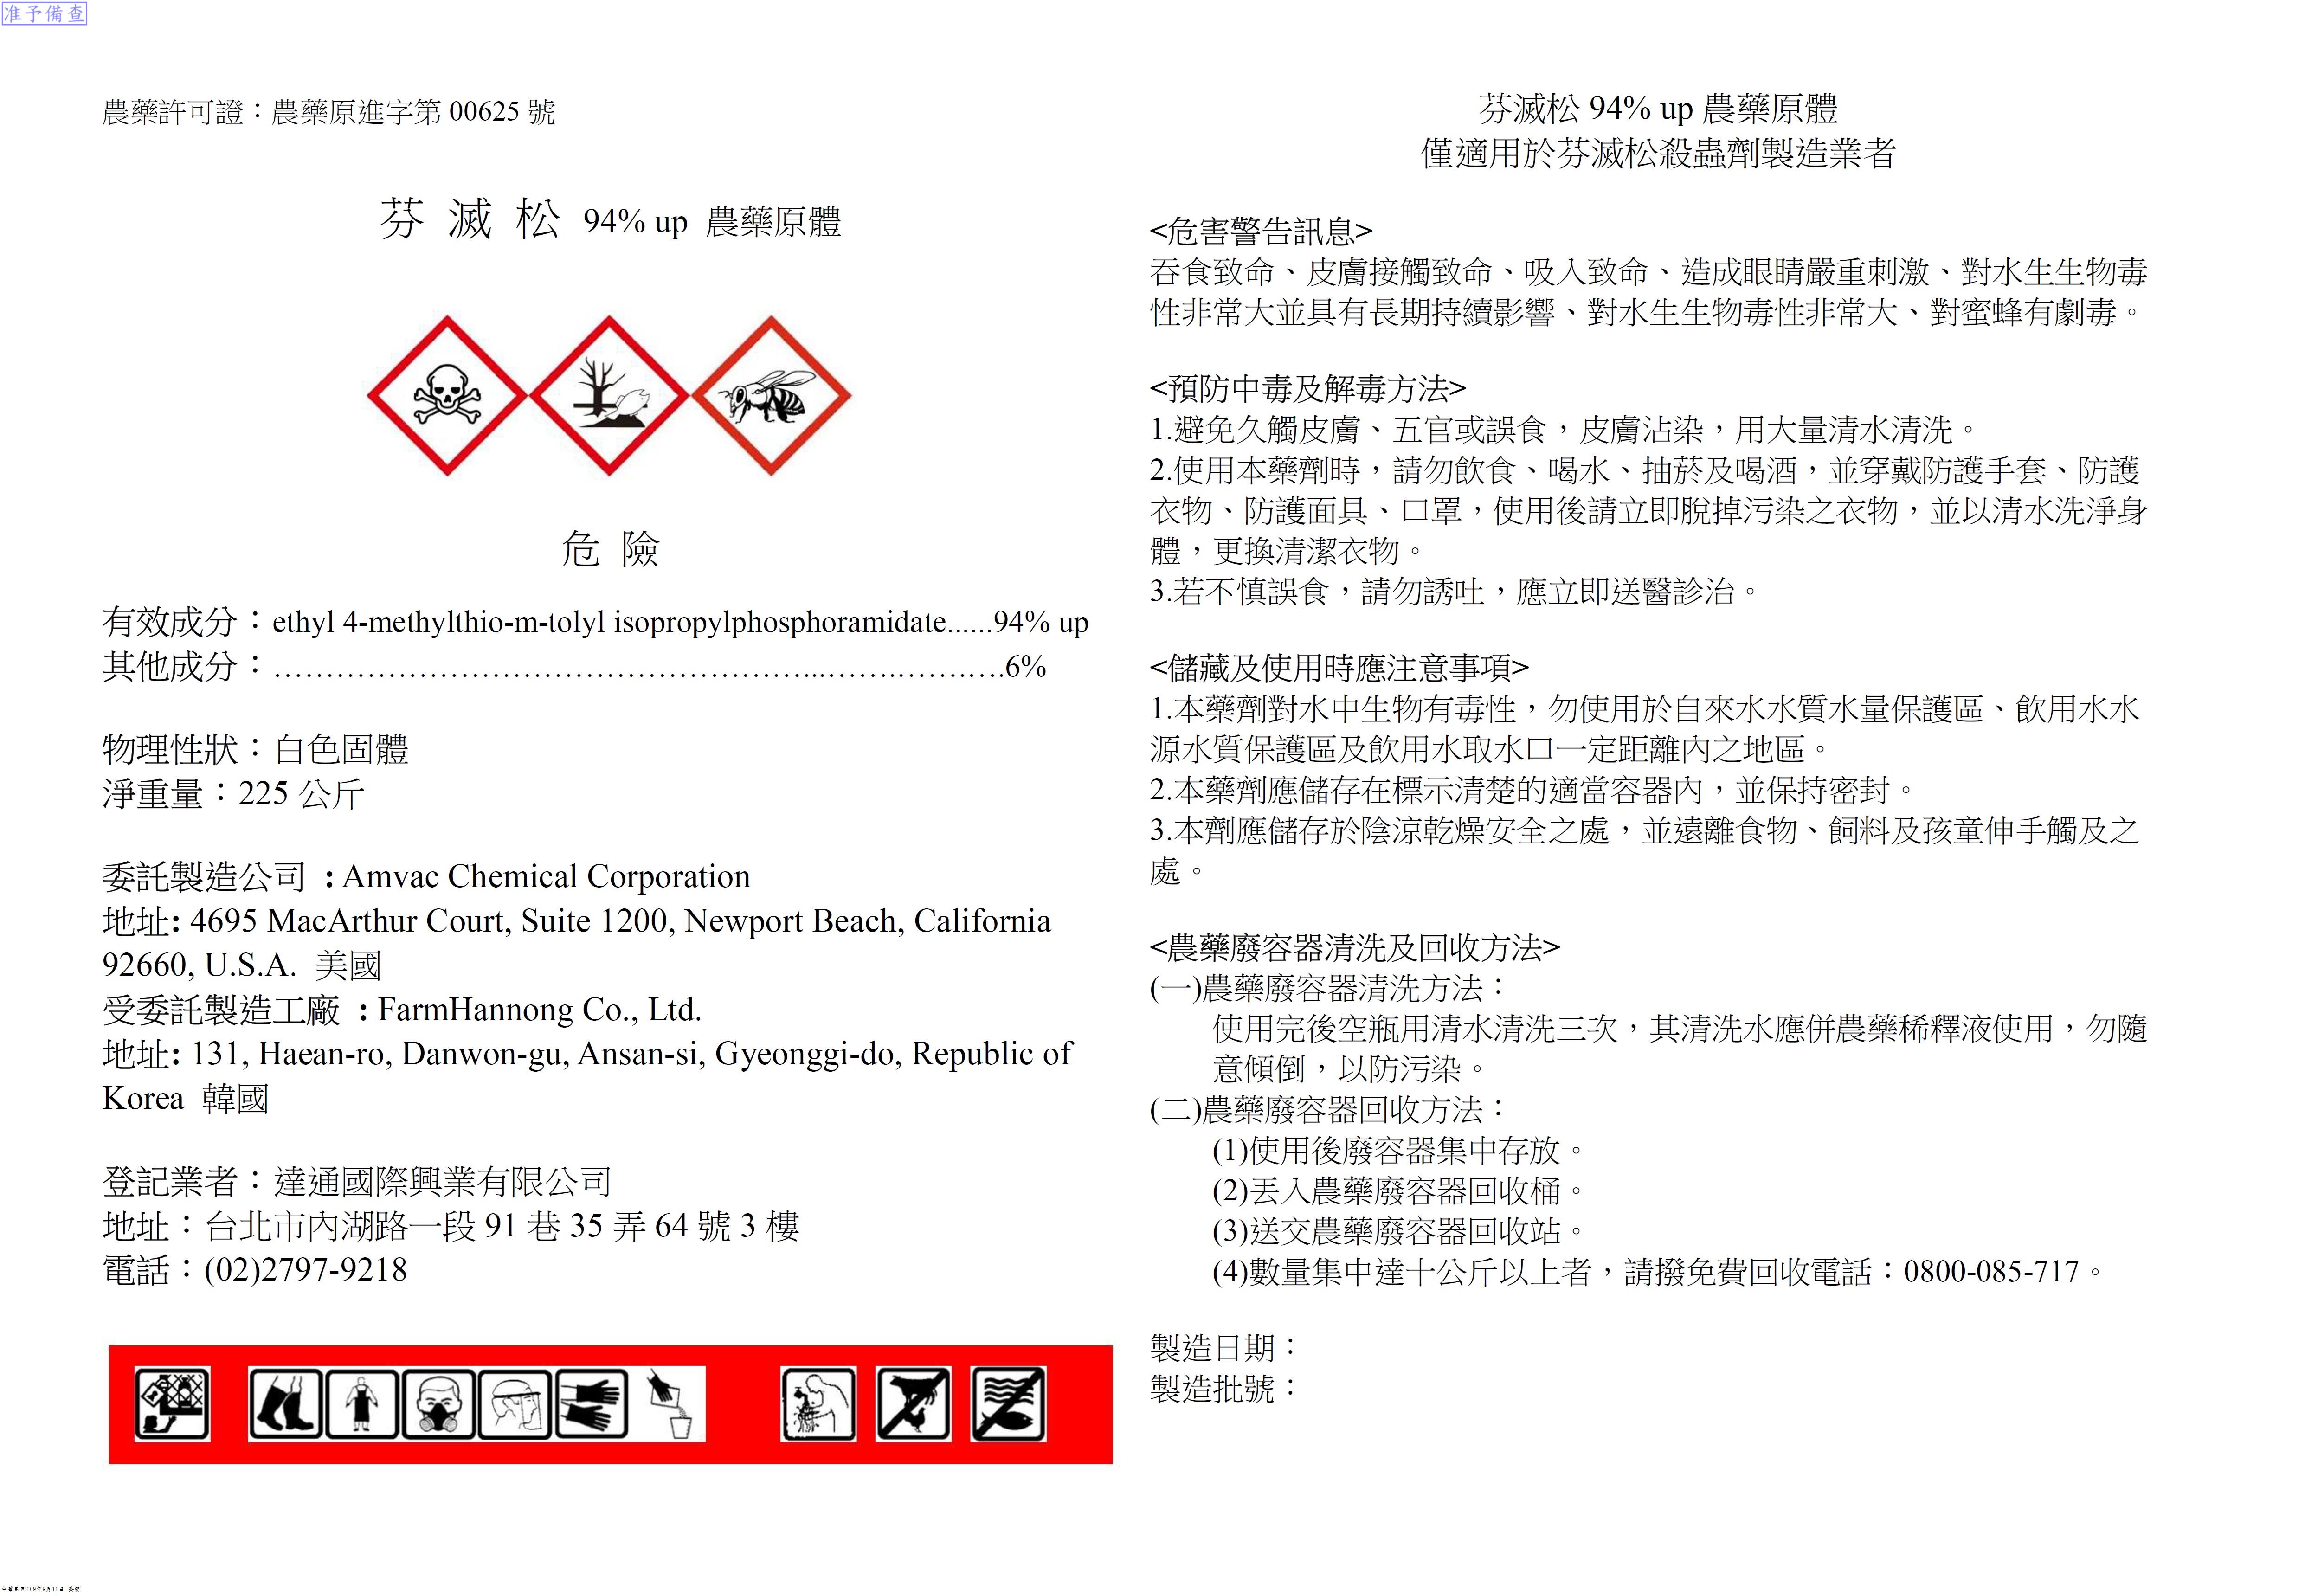 准予備查
農藥許可證：農藥原進字第 00625 號
芬 滅 松 94% up 農藥原體
危 險
有效成分：ethyl 4-methylthio-m-tolyl isopropylphosphoramidate......94% up
其他成分：……………………………………………..…….…….….6%
物理性狀：白色固體
淨重量：225 公斤
委託製造公司 : Amvac Chemical Corporation
地址: 4695 MacArthur Court, Suite 1200, Newport Beach, California
92660, U.S.A. 美國
受委託製造工廠 : FarmHannong Co., Ltd.
地址: 131, Haean-ro, Danwon-gu, Ansan-si, Gyeonggi-do, Republic of
Korea 韓國
登記業者：達通國際興業有限公司
地址：台北市內湖路一段 91 巷 35 弄 64 號 3 樓
電話：(02)2797-9218
芬滅松 94% up 農藥原體
僅適用於芬滅松殺蟲劑製造業者
<危害警告訊息>
吞食致命、皮膚接觸致命、吸入致命、造成眼睛嚴重刺激、對水生生物毒
性非常大並具有長期持續影響、對水生生物毒性非常大、對蜜蜂有劇毒。
<預防中毒及解毒方法>
1.避免久觸皮膚、五官或誤食，皮膚沾染，用大量清水清洗。
2.使用本藥劑時，請勿飲食、喝水、抽菸及喝酒，並穿戴防護手套、防護
衣物、防護面具、口罩，使用後請立即脫掉污染之衣物，並以清水洗淨身
體，更換清潔衣物。
3.若不慎誤食，請勿誘吐，應立即送醫診治。
<儲藏及使用時應注意事項>
1.本藥劑對水中生物有毒性，勿使用於自來水水質水量保護區、飲用水水
源水質保護區及飲用水取水口一定距離內之地區。
2.本藥劑應儲存在標示清楚的適當容器內，並保持密封。
3.本劑應儲存於陰涼乾燥安全之處，並遠離食物、飼料及孩童伸手觸及之
處。
<農藥廢容器清洗及回收方法>
(一)農藥廢容器清洗方法：
使用完後空瓶用清水清洗三次，其清洗水應併農藥稀釋液使用，勿隨
意傾倒，以防污染。
(二)農藥廢容器回收方法：
(1)使用後廢容器集中存放。
(2)丟入農藥廢容器回收桶。
(3)送交農藥廢容器回收站。
(4)數量集中達十公斤以上者，請撥免費回收電話：0800-085-717。
製造日期：
製造批號：
中華民國109年9月11日